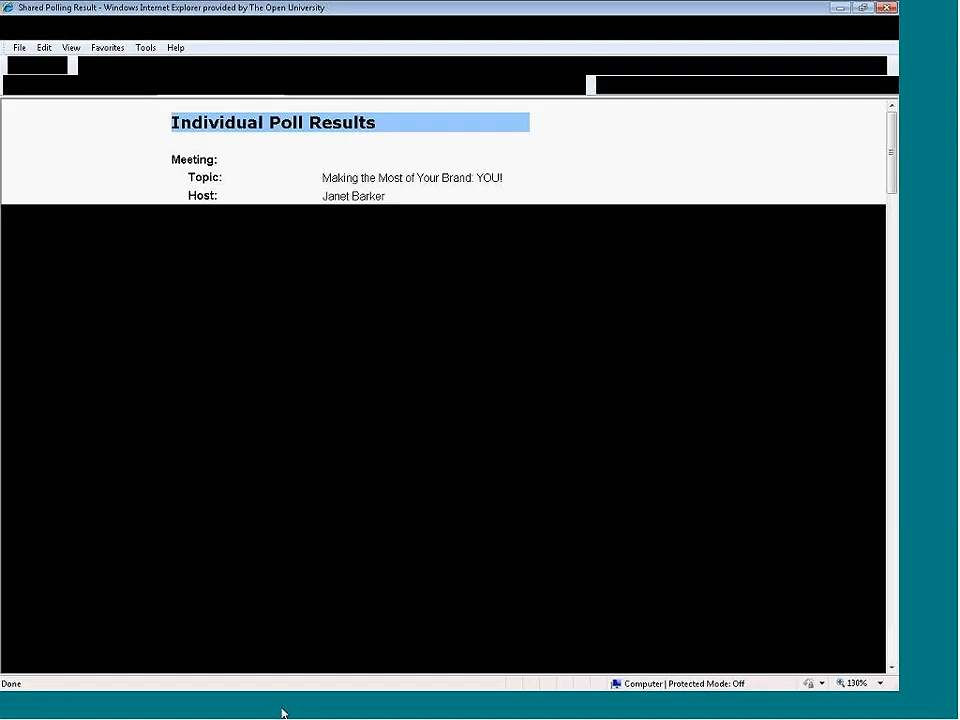 Shared Polling Result - Windows Internet Explorer provided by The Open University
File Edit View Favorites Tools Help
Individual Poll Results
Meeting:
Topic: Making the Most of Your Brand: YOU!
Host: Janet Barker
Done Computer | Protected Mode: Off 130%